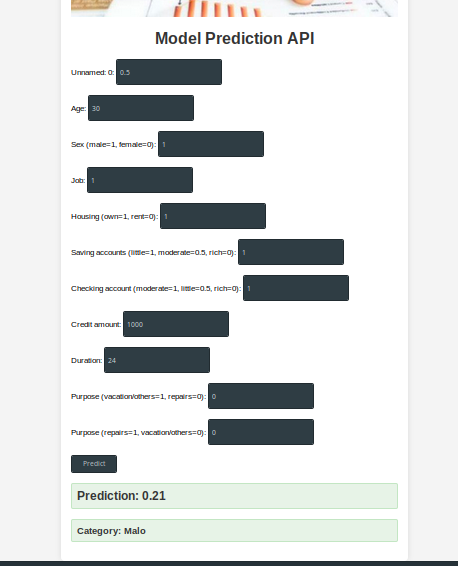 Model Prediction API
Unnamed: 0: 0.5
Age: 30
Sex (male=1, female=0): 1
Job: 1
Housing (own=1, rent=0): 1
Saving accounts (little=1, moderate=0.5, rich=0): 1
Checking account (moderate=1, little=0.5, rich=0): 1
Credit amount: 1000
Duration: 24
Purpose (vacation/others=1, repairs=0): 0
Purpose (repairs=1, vacation/others=0): 0
Predict
Prediction: 0.21
Category: Malo